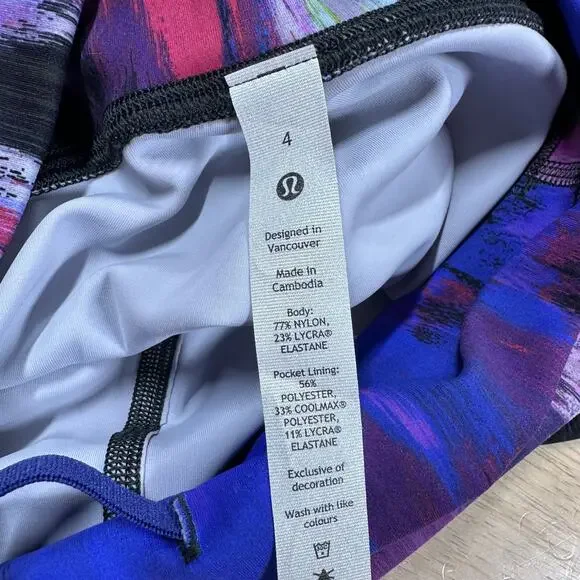 4
Designed in
Vancouver
Made in
Cambodia
Body:
77% NYLON,
23% LYCRA®
ELASTANE
Pocket Lining:
56%
POLYESTER,
33% COOLMAX®
POLYESTER,
11% LYCRA®
ELASTANE
Exclusive of
decoration
Wash with like
colours